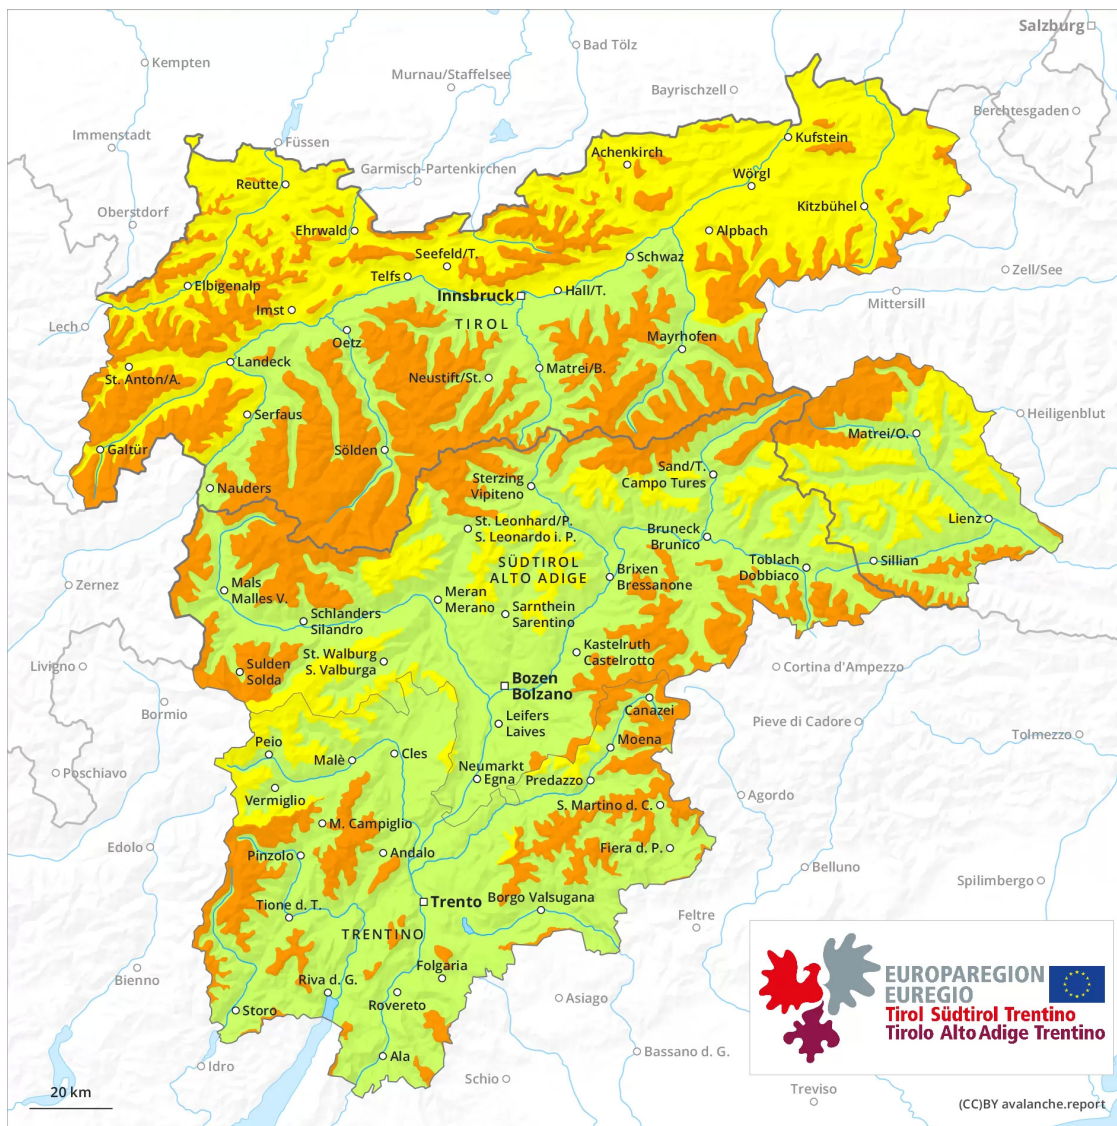 Salzburg
Bad Tölz
Kempten
Murnau/Staffelsee
Bayrischzell
Berchtesgaden
Immenstadt
Füssen
Kufstein
Achenkirch
Garmisch-Partenkirchen
Wörgl
Reutte
Oberstdorf
Kitzbühel
Ehrwald
Alpbach
Seefeld/T.
Schwaz
Telfs
Zell/See
Elbigenalp
Hall/T.
Innsbruck
Mittersill
Imst
Lech
TIROL
Oetz
Mayrhofen
Landeck
Matrei/B.
St. Anton/A.
Neustift/St.
Serfaus
Heiligenblut
Matrei/O.
Galtür
Sölden
Sand/T.
Campo Tures
Sterzing
Vipiteno
Nauders
Lienz
St. Leonhard/P.
S. Leonardo i. P.
Bruneck
Brunico
Toblach
Dobbiaco
Sillian
SÜDTIROL
ALTO ADIGE
Brixen
Bressanone
Zernez
Mals
Malles V.
Meran
Merano
Sarnthein
Sarentino
Schlanders
Silandro
Kastelruth
Castelrotto
Livigno
St. Walburg
S. Valburga
Sulden
Solda
Cortina d'Ampezzo
Bozen
Bolzano
Canazei
Bormio
Leifers
Laives
Pieve di Cadore
Tolmezzo
Moena
Peio
Cles
Malè
Poschiavo
Neumarkt
Egna
Predazzo
Vermiglio
Agordo
S. Martino d. C.
M. Campiglio
Edolo
Pinzolo
Andalo
Fiera d. P.
Belluno
Spilimbergo
Trento
Borgo Valsugana
Tione d. T.
Feltre
TRENTINO
Folgaria
Bienno
Riva d. G.
Rovereto
Asiago
Storo
EUROPAREGION
EUREGIO
Tirol Südtirol Trentino
Tirolo Alto Adige Trentino
Ala
Bassano d. G.
Idro
Schio
Treviso
20 km
(CC)BY avalanche.report